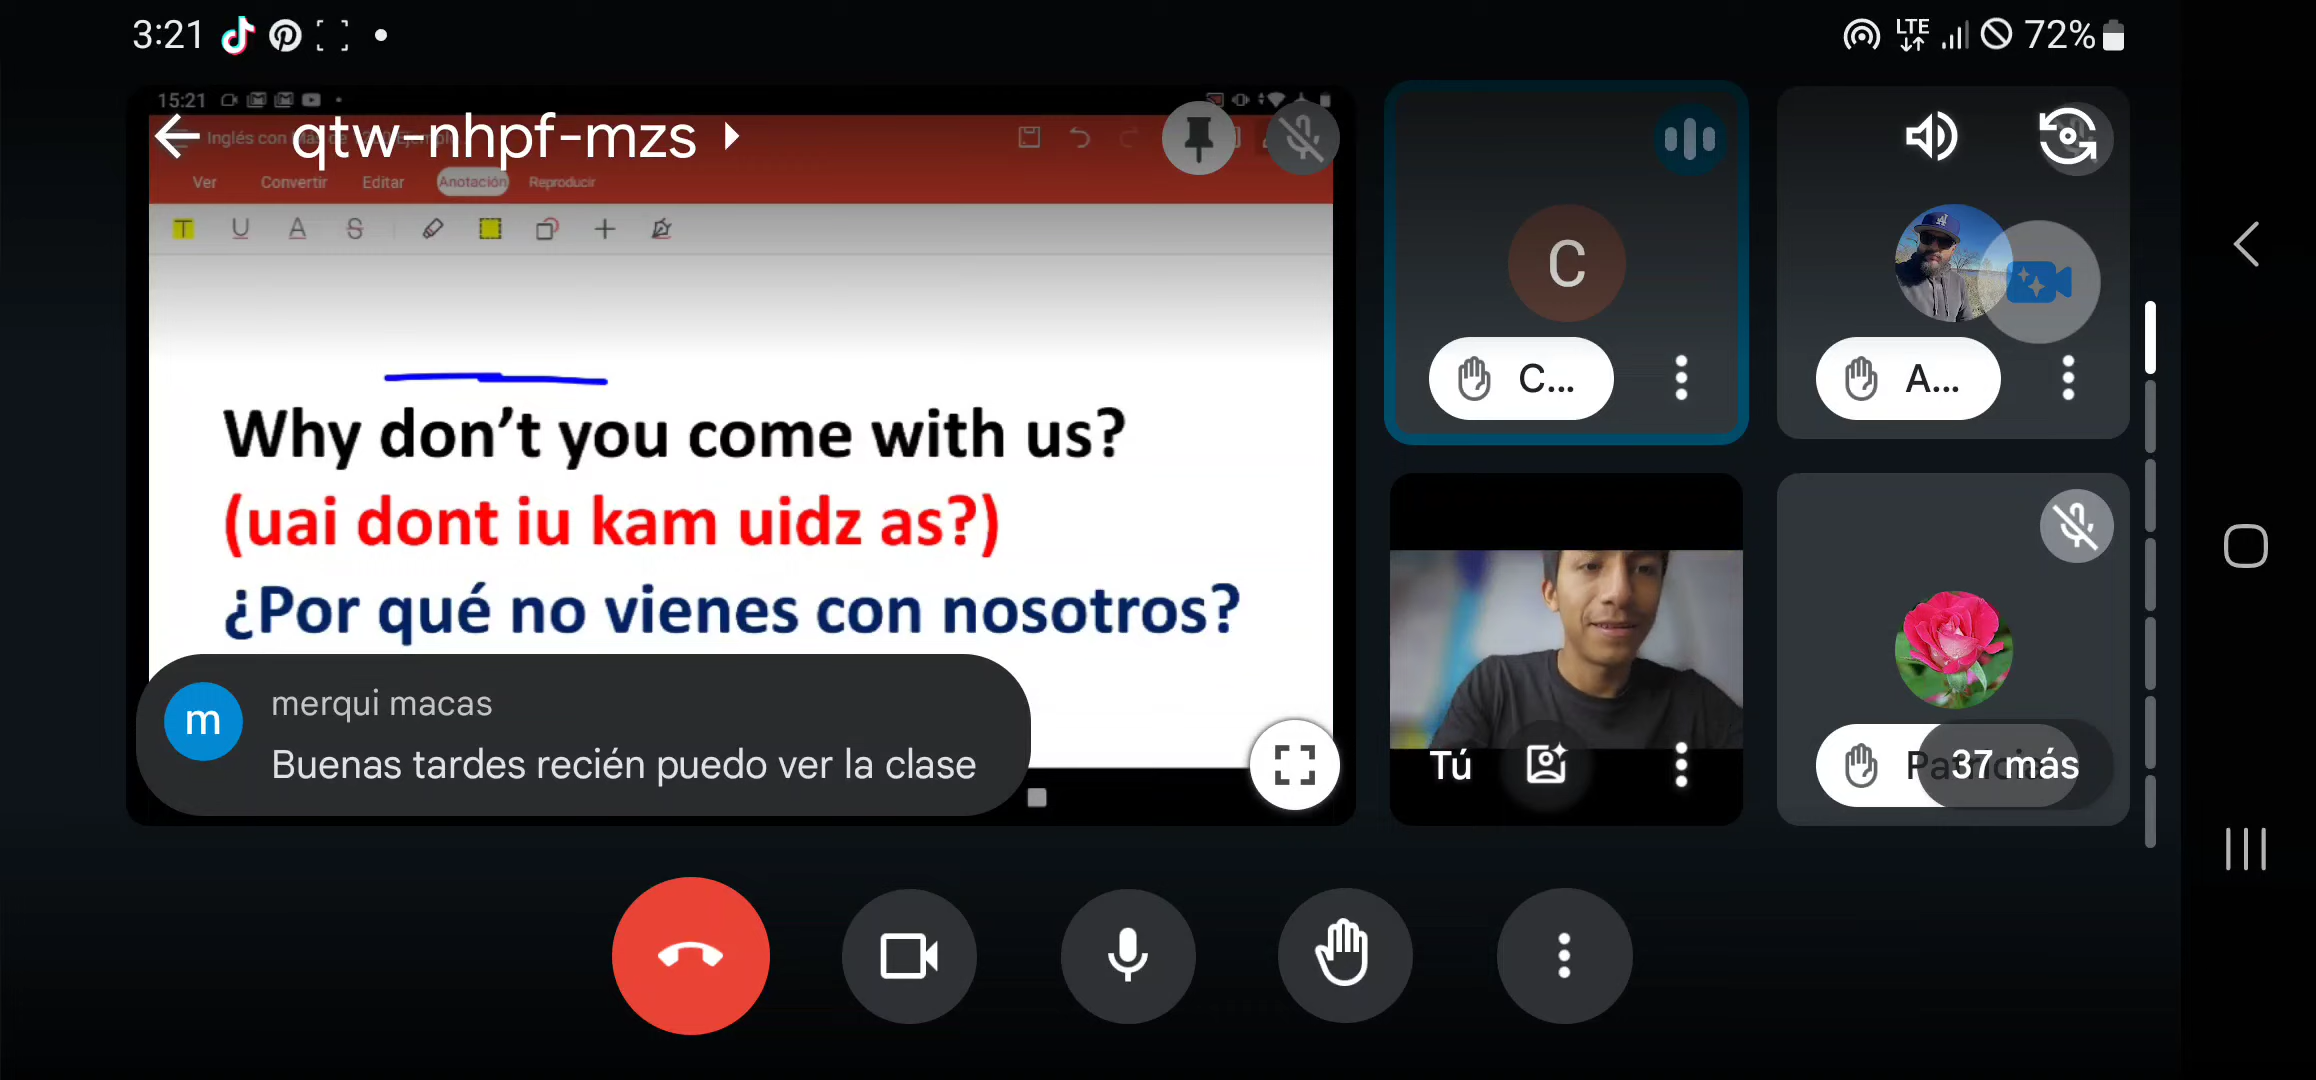 3:21
LTE
72%
15:21
Inglés con
qtw-nhpf-mzs
Ver Convertir Editar Anotación Reproducir
T U A S
Why don't you come with us?
(uai dont iu kam uidz as?)
¿Por qué no vienes con nosotros?
m
merqui macas
Buenas tardes recién puedo ver la clase
C
C...
A...
Tú
37 más